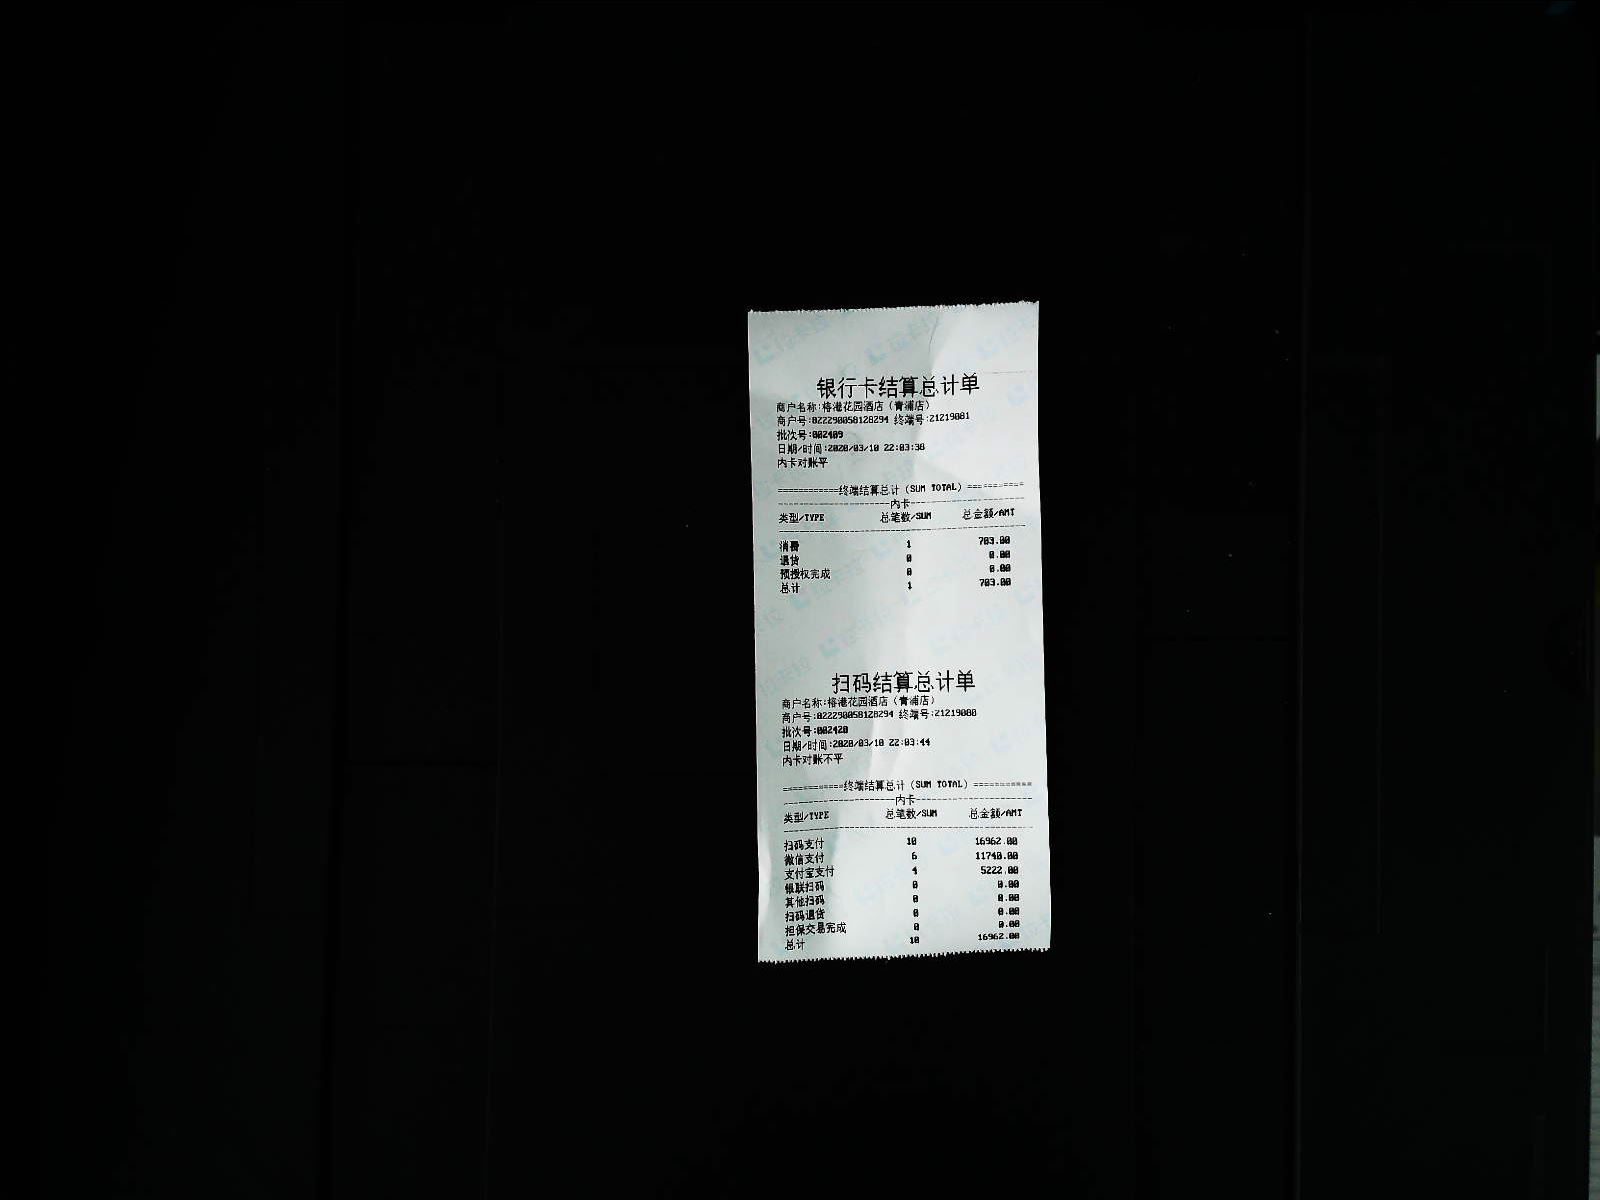 银行卡结算总计单
商户名称:榕港花园酒店(青浦店)
商户号:822290058128294 终端号:21219081
批次号:002409
日期/时间:2020/03/10 22:03:38
内卡对账平
============终端结算总计(SUM TOTAL)===========
----------------------内卡----------------------
类型/TYPE 总笔数/SUM 总金额/AMT
消费 1 703.00
退货 0 0.00
预授权完成 0 0.00
总计 1 703.00
扫码结算总计单
商户名称:榕港花园酒店(青浦店)
商户号:822290058128294 终端号:21219080
批次号:002420
日期/时间:2020/03/10 22:03:44
内卡对账不平
============终端结算总计(SUM TOTAL)===========
----------------------内卡----------------------
类型/TYPE 总笔数/SUM 总金额/AMT
扫码支付 10 16962.00
微信支付 6 11740.00
支付宝支付 4 5222.00
银联扫码 0 0.00
其他扫码 0 0.00
扫码退货 0 0.00
担保交易完成 0 0.00
总计 10 16962.00